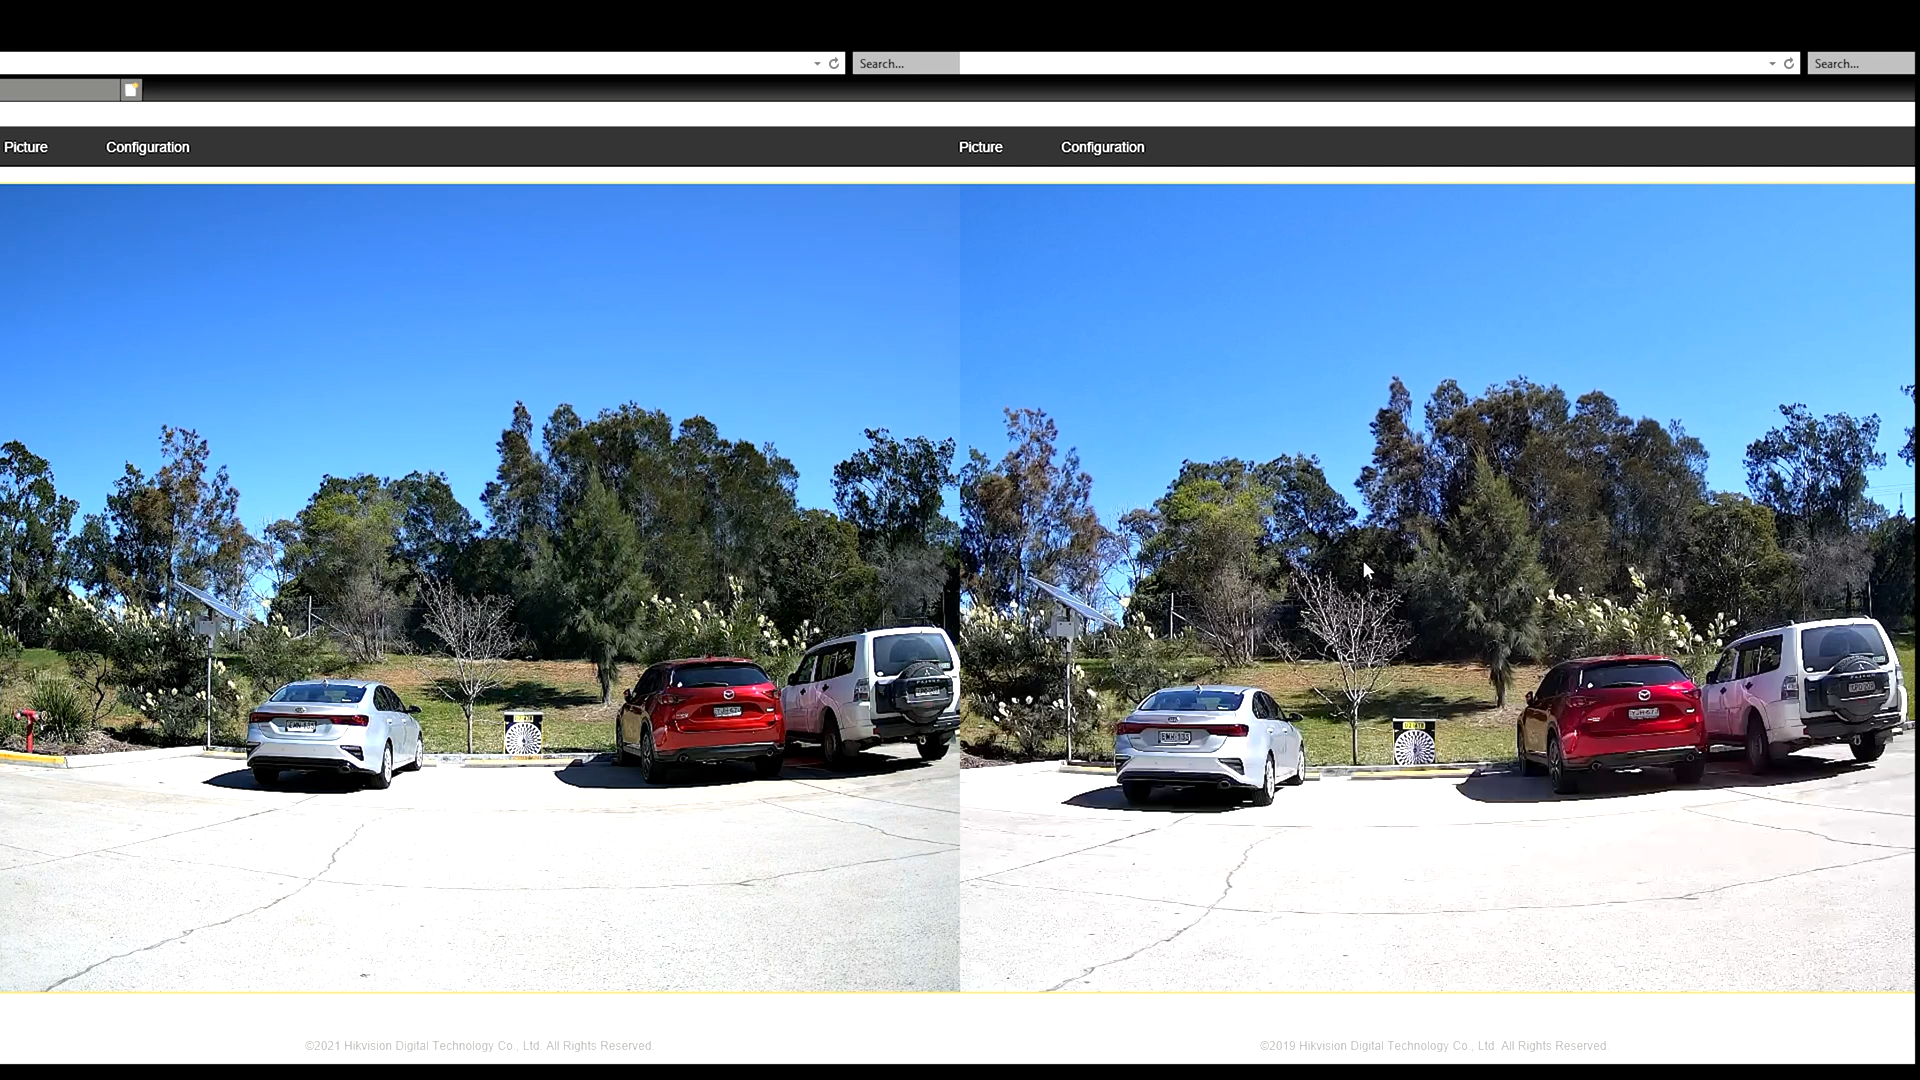 Search...
Search...
Picture Configuration
Picture Configuration
PAJERO
©2021 Hikvision Digital Technology Co., Ltd. All Rights Reserved.
©2019 Hikvision Digital Technology Co., Ltd. All Rights Reserved.